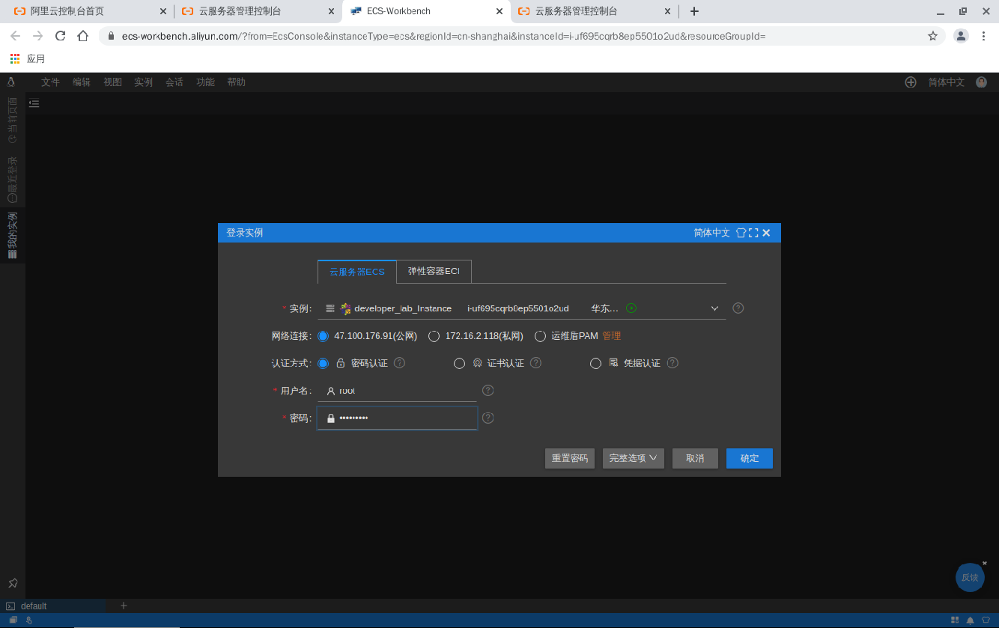 阿里云控制台首页
云服务器管理控制台
ECS-Workbench
云服务器管理控制台
ecs-workbench.aliyun.com/?from=EcsConsole&instanceType=ecs&regionId=cn-shanghai&instanceId=i-uf695cqrb8ep5501o2ud&resourceGroupId=
应用
文件 编辑 视图 实例 会话 功能 帮助 简体中文
当前页面
最近登录
我的实例
登录实例 简体中文
云服务器ECS 弹性容器ECI
* 实例: developer_lab_Instance i-uf695cqrb8ep5501o2ud 华东...
网络连接: 47.100.176.91(公网) 172.16.2.118(私网) 运维盾PAM 管理
认证方式: 密码认证 证书认证 凭据认证
* 用户名: root
* 密码: •••••••••
重置密码 完整选项 取消 确定
反馈
default